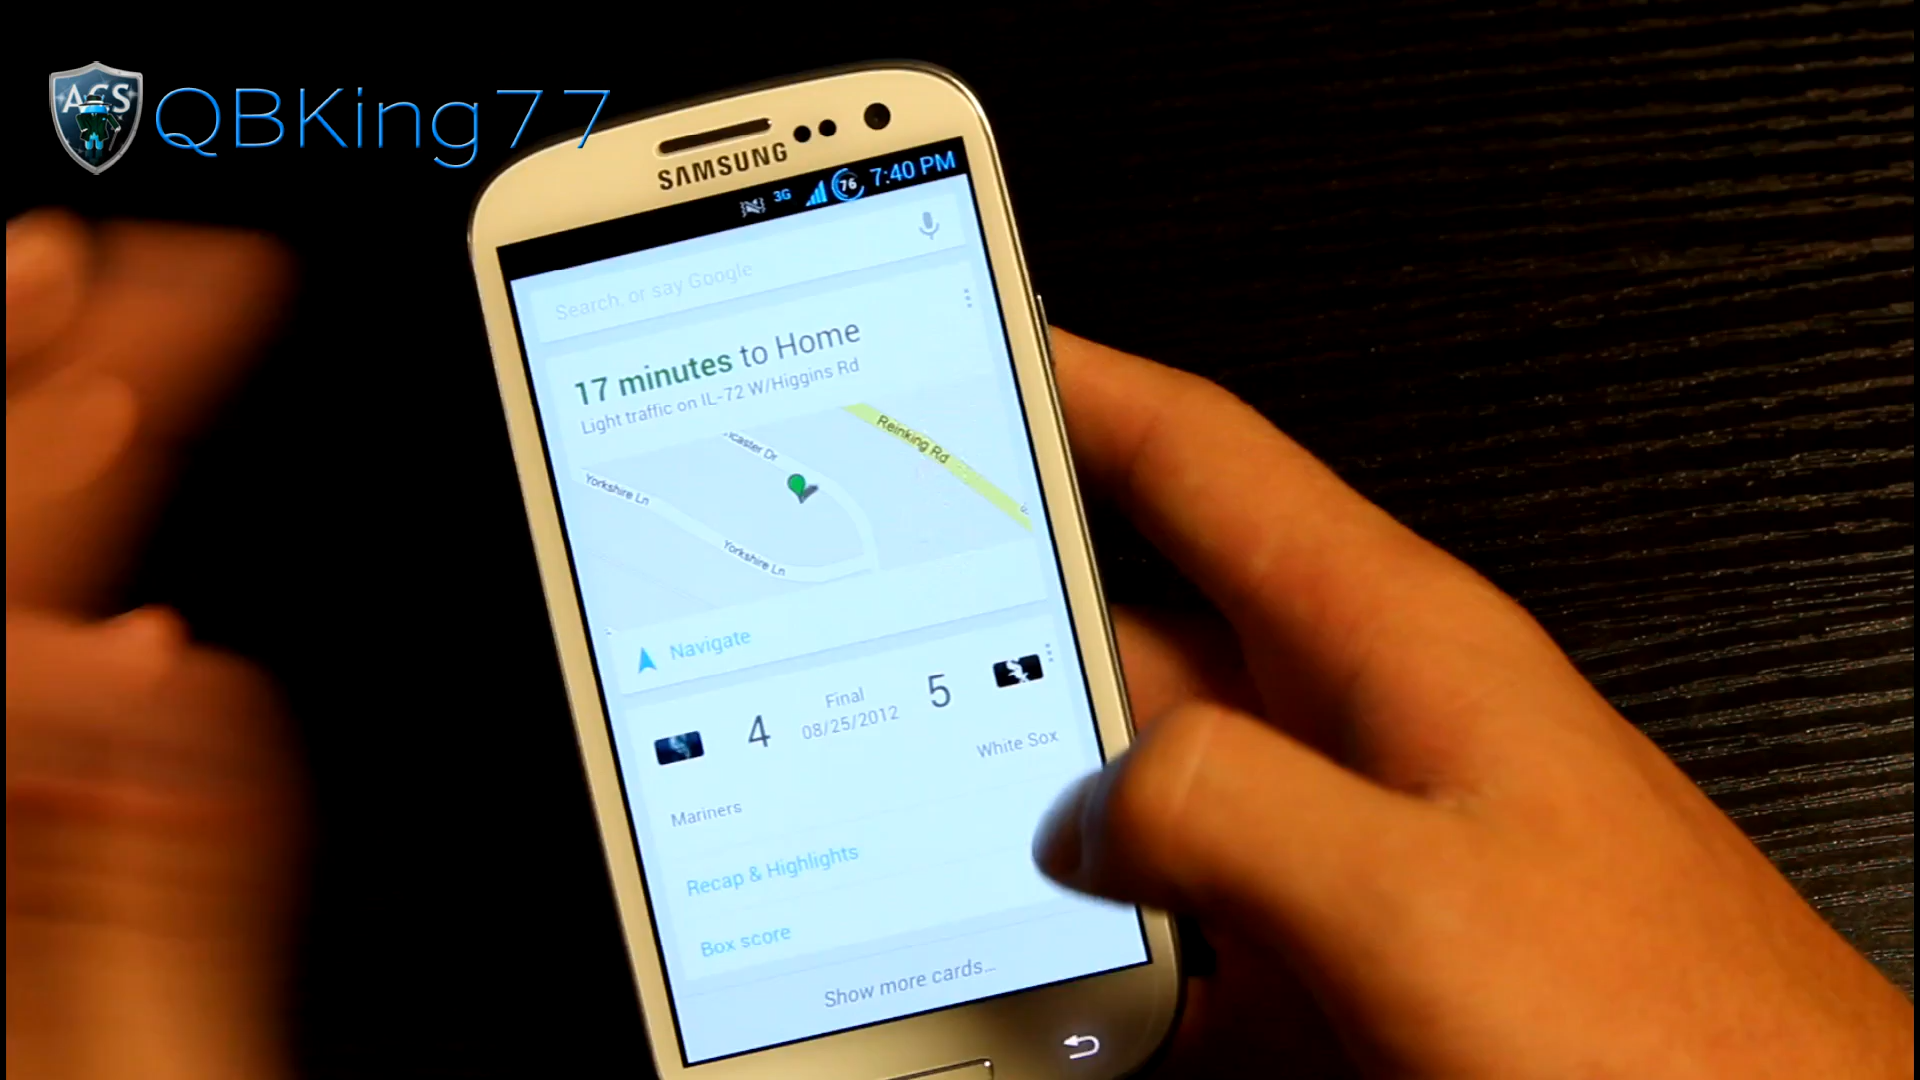 ACS
QBKing77
SAMSUNG
3G
76
7:40 PM
Search, or say Google
17 minutes to Home
Light traffic on IL-72 W/Higgins Rd
Reinking Rd
caster Dr
Yorkshire Ln
Yorkshire Ln
Navigate
4
Final
08/25/2012
5
White Sox
Mariners
Recap & Highlights
Box score
Show more cards...